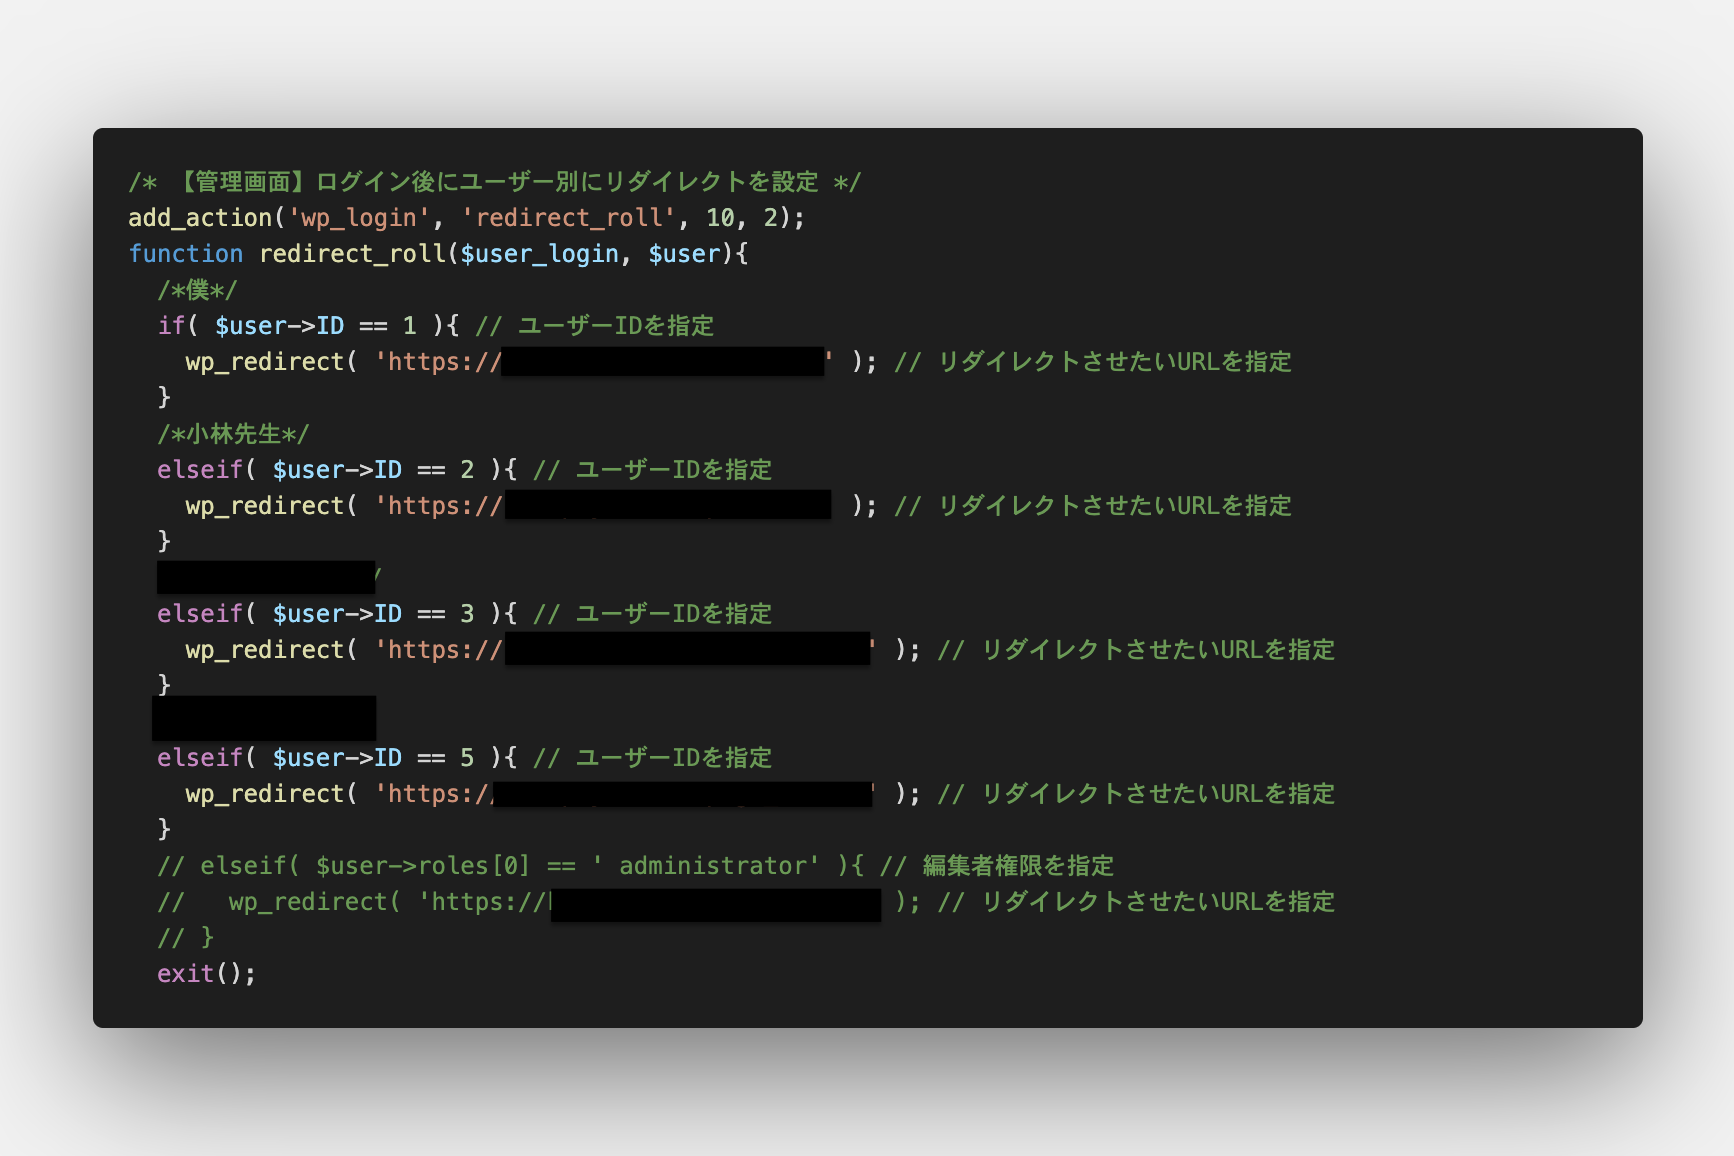 /* 【管理画面】ログイン後にユーザー別にリダイレクトを設定 */
add_action('wp_login', 'redirect_roll', 10, 2);
function redirect_roll($user_login, $user){
  /*僕*/
  if( $user->ID == 1 ){ // ユーザーIDを指定
    wp_redirect( 'https://' ); // リダイレクトさせたいURLを指定
  }
  /*小林先生*/
  elseif( $user->ID == 2 ){ // ユーザーIDを指定
    wp_redirect( 'https:// ); // リダイレクトさせたいURLを指定
  }
  /
  elseif( $user->ID == 3 ){ // ユーザーIDを指定
    wp_redirect( 'https://' ); // リダイレクトさせたいURLを指定
  }
  elseif( $user->ID == 5 ){ // ユーザーIDを指定
    wp_redirect( 'https://' ); // リダイレクトさせたいURLを指定
  }
  // elseif( $user->roles[0] == ' administrator' ){ // 編集者権限を指定
  //   wp_redirect( 'https:// ); // リダイレクトさせたいURLを指定
  // }
  exit();